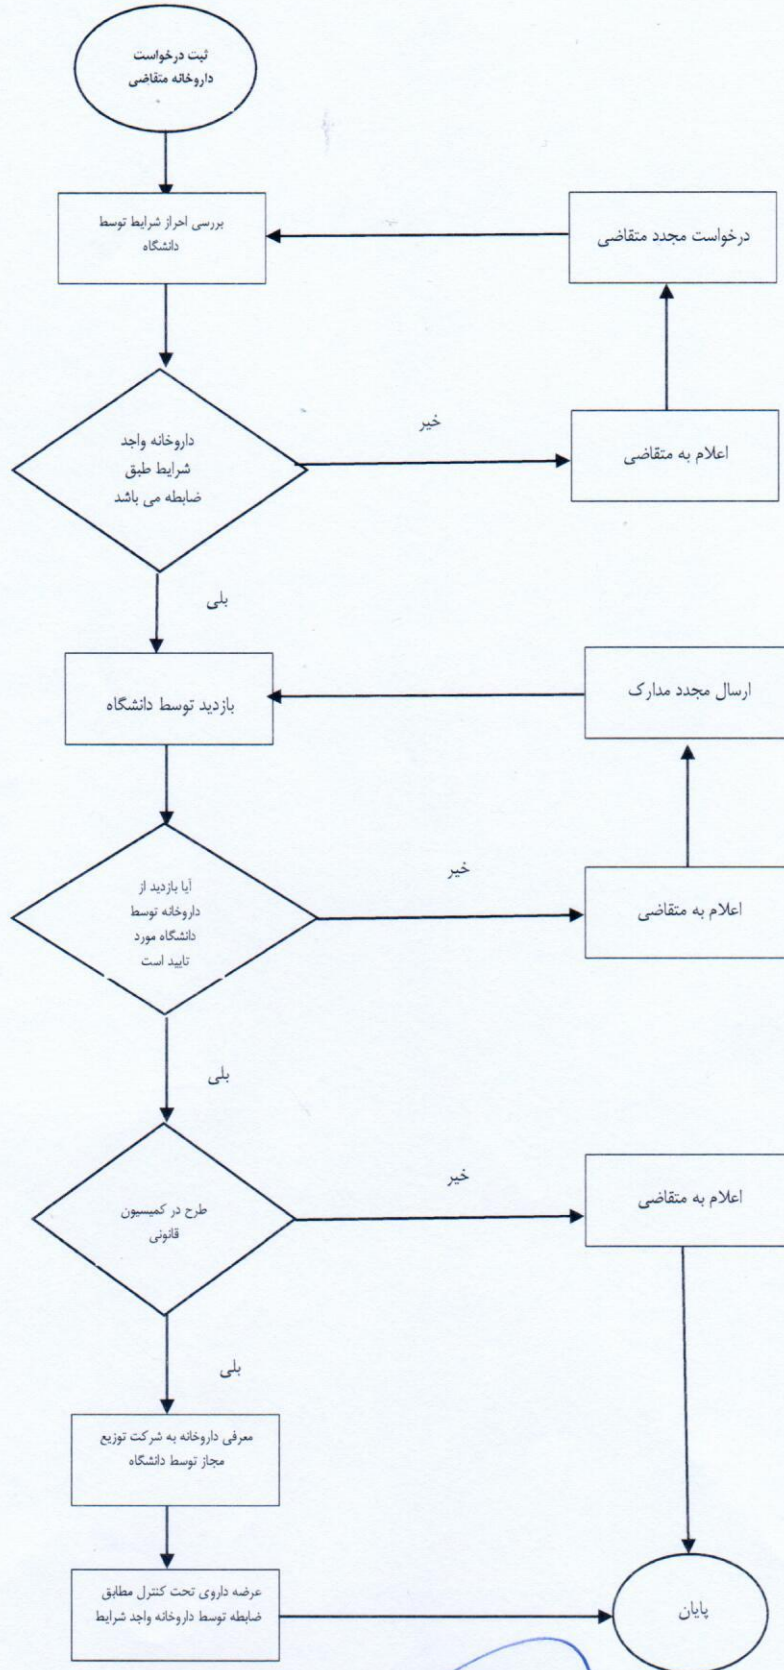 ثبت درخواست
داروخانه متقاضی
بررسی احراز شرایط توسط
دانشگاه
درخواست مجدد متقاضی
داروخانه واجد
شرایط طبق
ضابطه می باشد
خیر
اعلام به متقاضی
بلی
بازدید توسط دانشگاه
ارسال مجدد مدارک
آیا بازدید از
داروخانه توسط
دانشگاه مورد
تایید است
خیر
اعلام به متقاضی
بلی
طرح در کمیسیون
قانونی
خیر
اعلام به متقاضی
بلی
معرفی داروخانه به شرکت توزیع
مجاز توسط دانشگاه
عرضه داروی تحت کنترل مطابق
ضابطه توسط داروخانه واجد شرایط
پایان